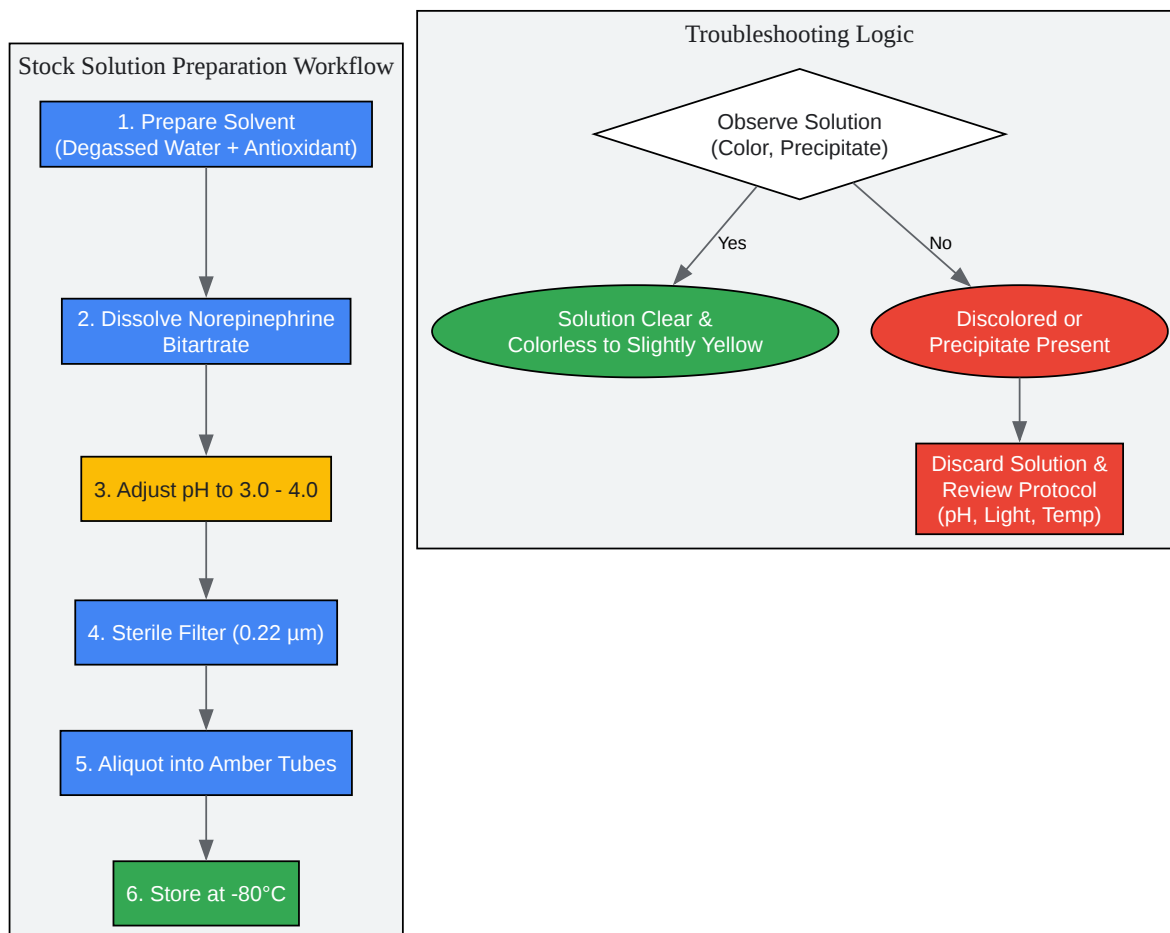 Stock Solution Preparation Workflow
1. Prepare Solvent
(Degassed Water + Antioxidant)
2. Dissolve Norepinephrine
Bitartrate
3. Adjust pH to 3.0 - 4.0
4. Sterile Filter (0.22 µm)
5. Aliquot into Amber Tubes
6. Store at -80°C
Troubleshooting Logic
Observe Solution
(Color, Precipitate)
Yes
No
Solution Clear &
Colorless to Slightly Yellow
Discolored or
Precipitate Present
Discard Solution &
Review Protocol
(pH, Light, Temp)